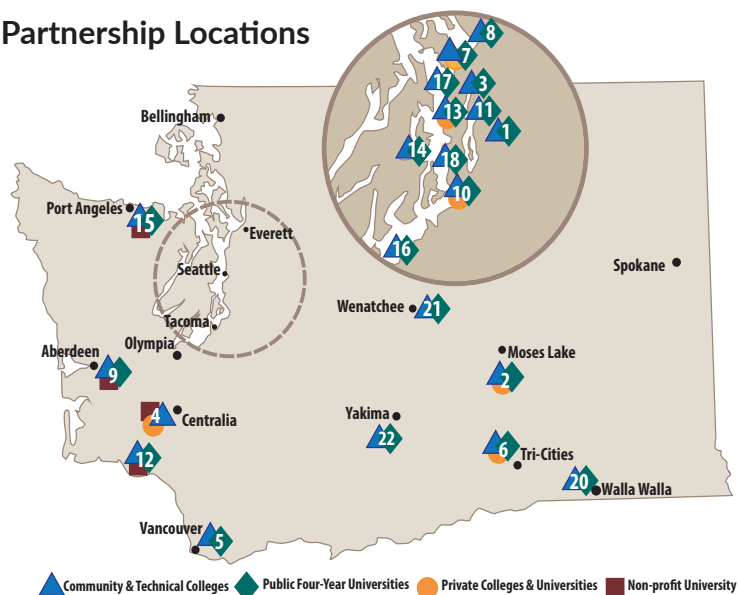 Partnership Locations
8
7
17
3
13
11
1
14
18
10
16
Bellingham
Port Angeles
15
Everett
Seattle
Spokane
Wenatchee
21
Tacoma
Olympia
Aberdeen
9
Moses Lake
2
4
Centralia
Yakima
22
6
Tri-Cities
12
20
Walla Walla
Vancouver
5
Community & Technical Colleges
Public Four-Year Universities
Private Colleges & Universities
Non-profit University